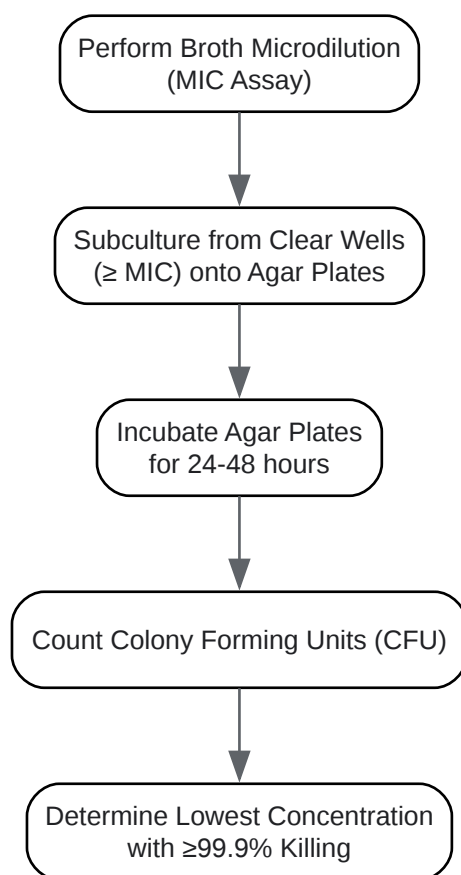 Perform Broth Microdilution
(MIC Assay)
Subculture from Clear Wells
(≥ MIC) onto Agar Plates
Incubate Agar Plates
for 24-48 hours
Count Colony Forming Units (CFU)
Determine Lowest Concentration
with ≥99.9% Killing